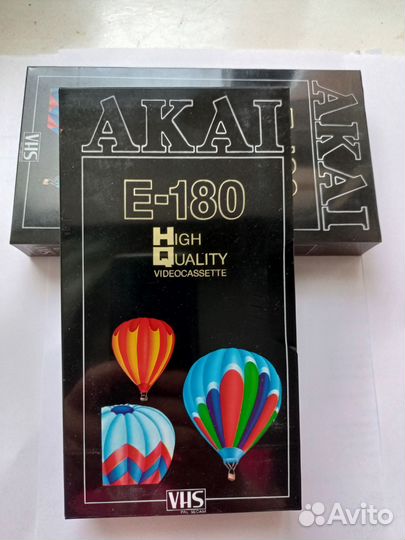 AKAI
E-180
HIGH
QUALITY
VIDEOCASSETTE
VHS
PAL SECAM
AKAI
VHS
Avito